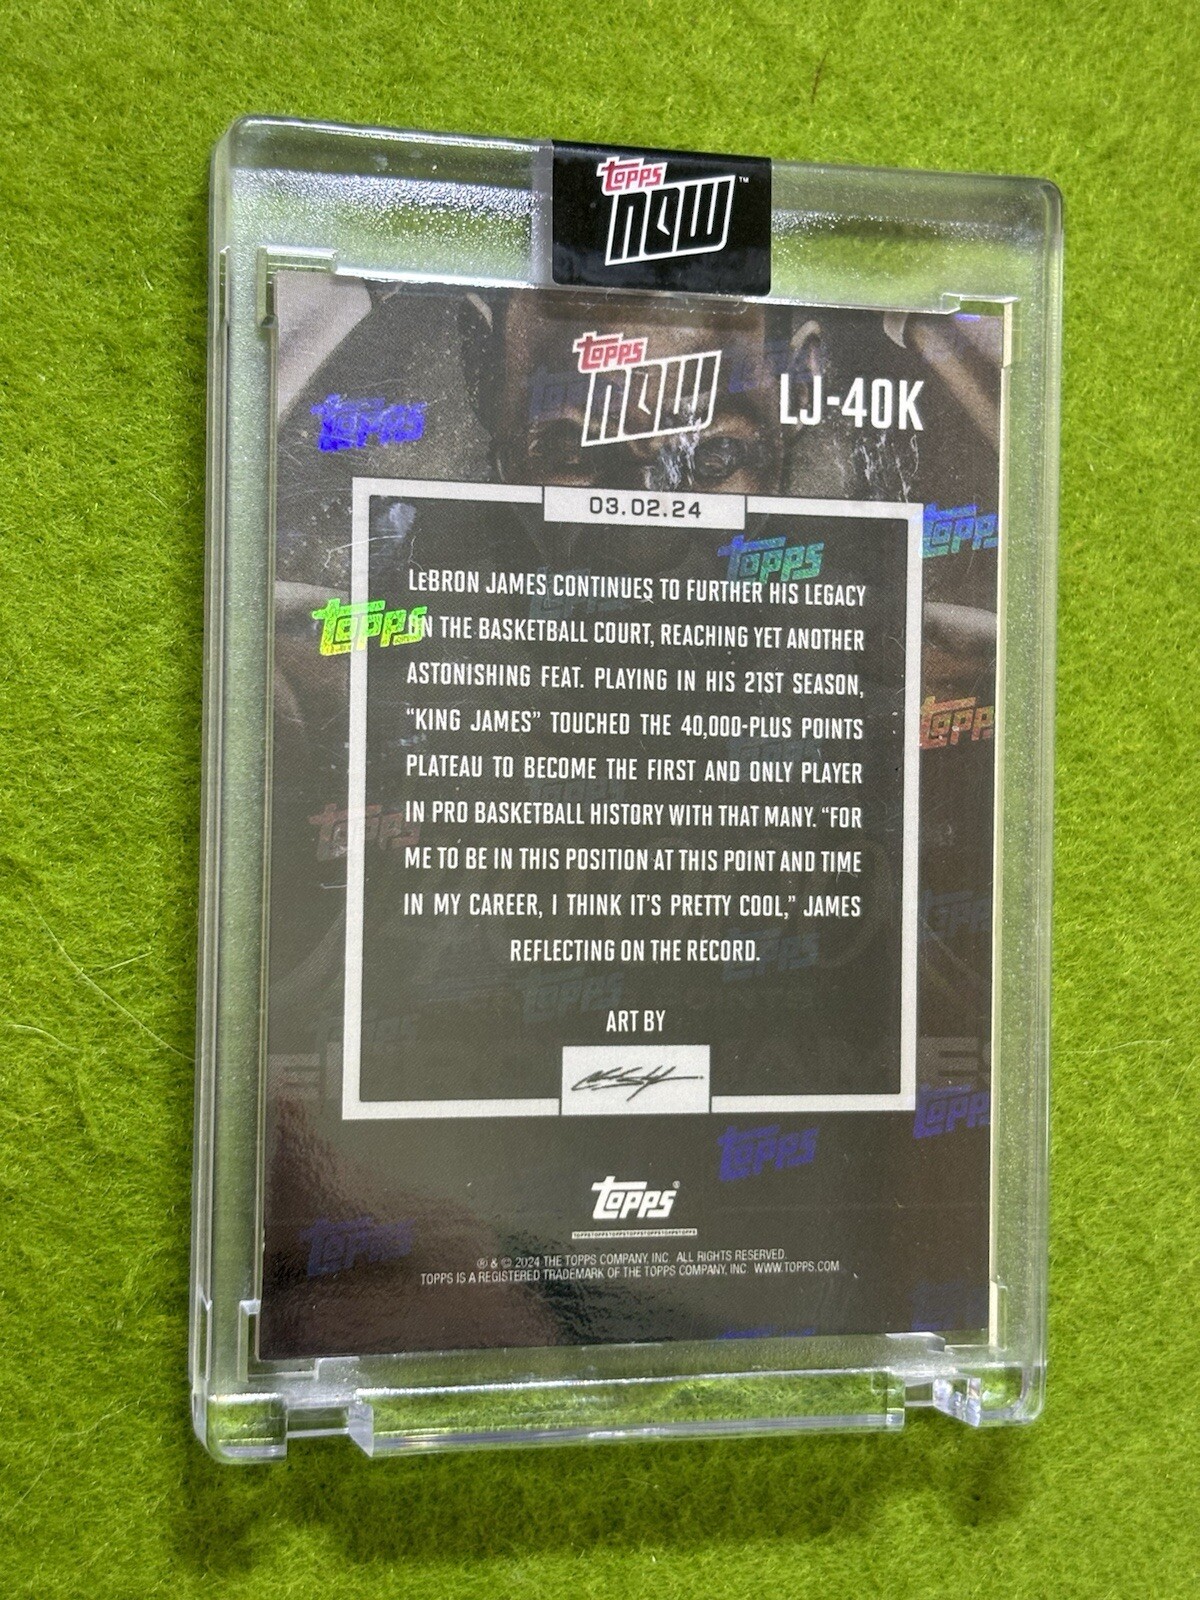 topps
NOW™
topps
NOW
LJ-40K
03.02.24
LeBRON JAMES CONTINUES TO FURTHER HIS LEGACY
ON THE BASKETBALL COURT, REACHING YET ANOTHER
ASTONISHING FEAT. PLAYING IN HIS 21ST SEASON,
“KING JAMES” TOUCHED THE 40,000-PLUS POINTS
PLATEAU TO BECOME THE FIRST AND ONLY PLAYER
IN PRO BASKETBALL HISTORY WITH THAT MANY. “FOR
ME TO BE IN THIS POSITION AT THIS POINT AND TIME
IN MY CAREER, I THINK IT’S PRETTY COOL,” JAMES
REFLECTING ON THE RECORD.
ART BY
topps®
TOPPSTOPPSTOPPSTOPPSTOPPSTOPPSTOPPS
® & © 2024 THE TOPPS COMPANY, INC. ALL RIGHTS RESERVED.
TOPPS IS A REGISTERED TRADEMARK OF THE TOPPS COMPANY, INC. WWW.TOPPS.COM